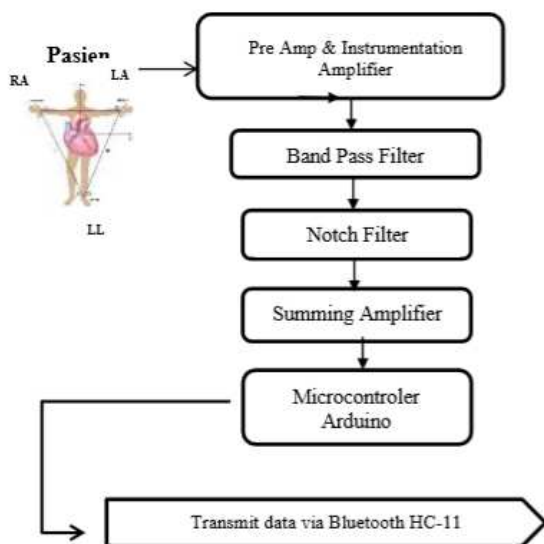 Pre Amp & Instrumentation
Amplifier
Pasien
RA
LA
LL
Band Pass Filter
Notch Filter
Summing Amplifier
Microcontroler
Arduino
Transmit data via Bluetooth HC-11